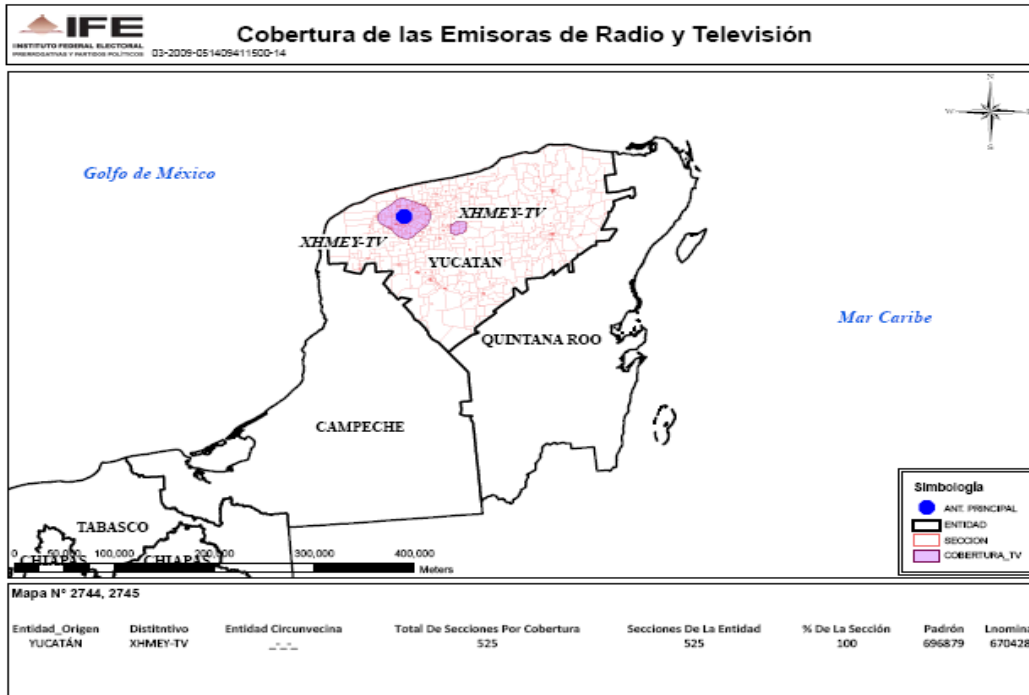 IFE
INSTITUTO FEDERAL ELECTORAL
PRERROGATIVAS Y PARTIDOS POLÍTICOS
03-2009-051409411500-14
Cobertura de las Emisoras de Radio y Televisión
N
W
S
Golfo de México
XHMEY-TV
XHMEY-TV
YUCATAN
Mar Caribe
QUINTANA ROO
CAMPECHE
TABASCO
CHIAPAS
CHIAPAS
0 50,000 100,000 200,000 300,000 400,000
Meters
Simbología
ANT. PRINCIPAL
ENTIDAD
SECCION
COBERTURA_TV
Mapa N° 2744, 2745
Entidad_Origen Distitntivo Entidad Circunvecina Total De Secciones Por Cobertura Secciones De La Entidad % De La Sección Padrón Lnomina
YUCATÁN XHMEY-TV _-_-_ 525 525 100 696879 670428